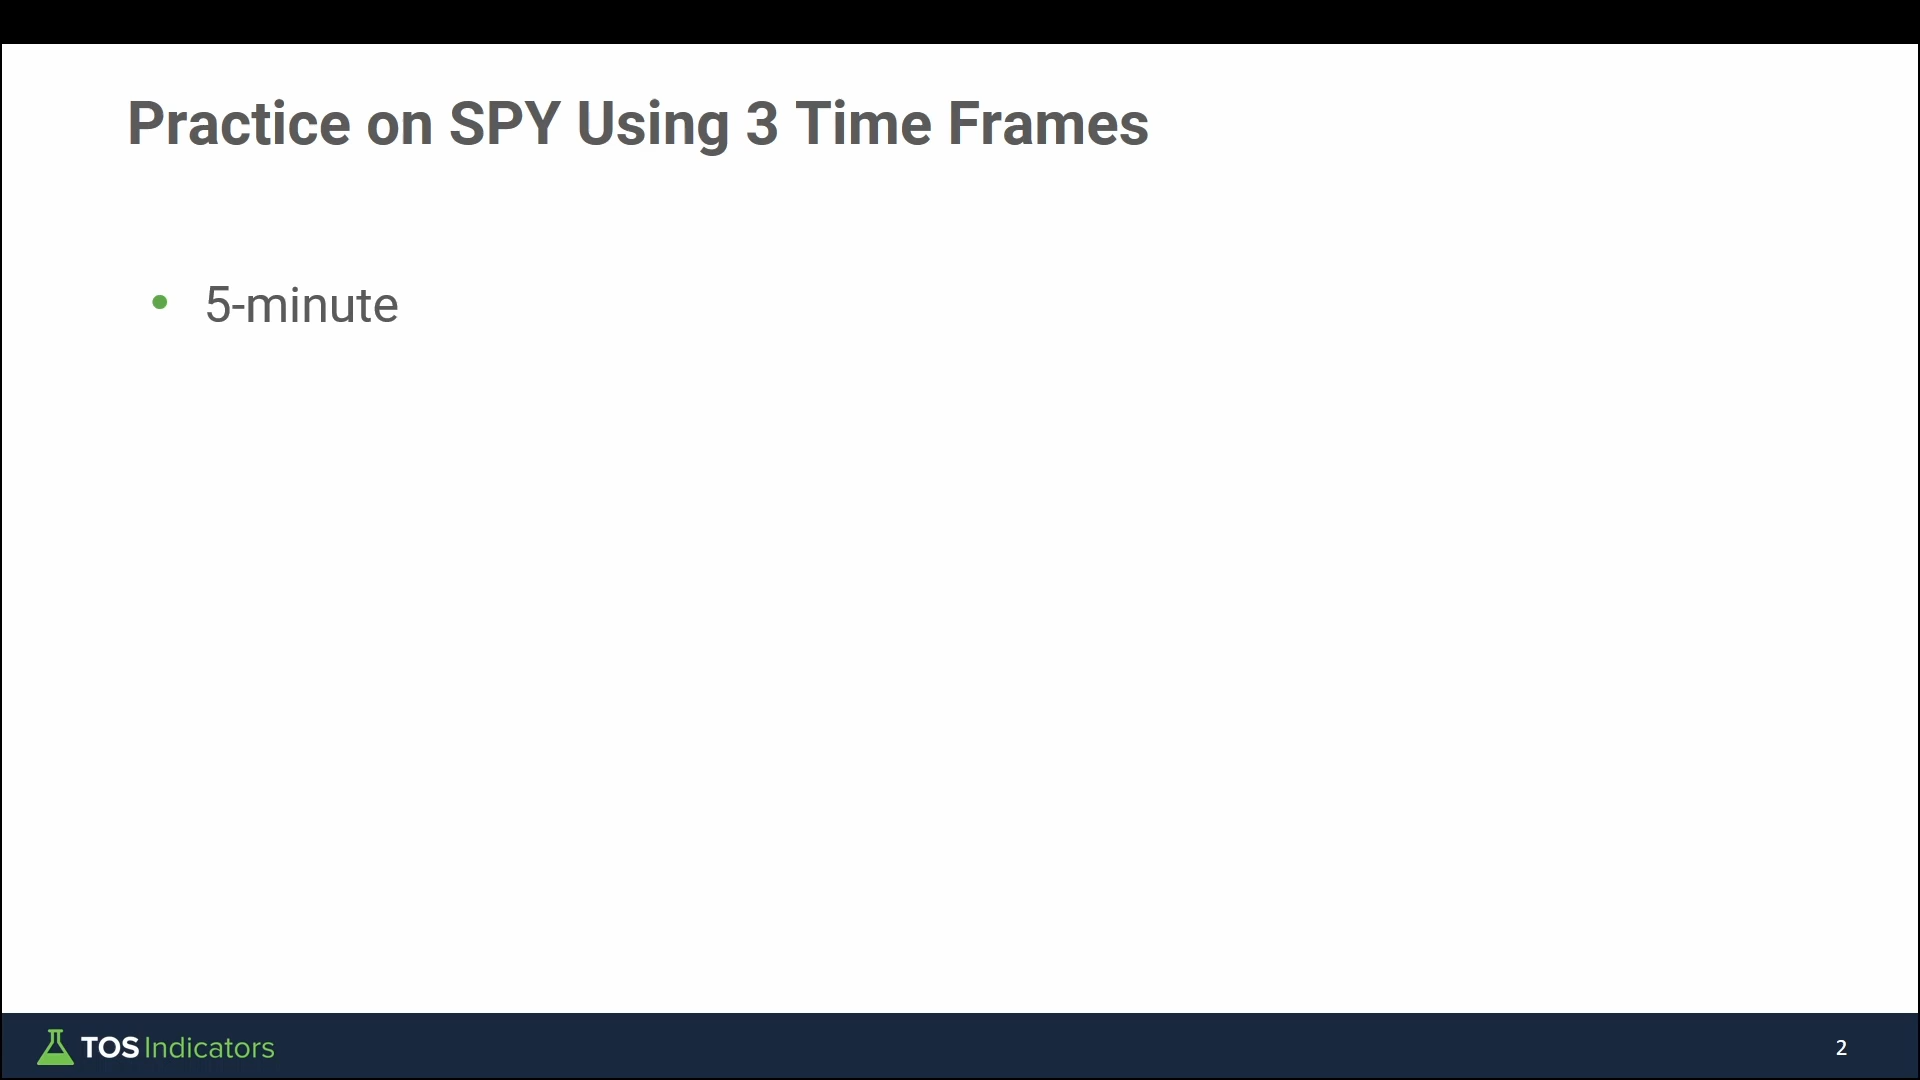 Practice on SPY Using 3 Time Frames
• 5-minute
TOS Indicators
2